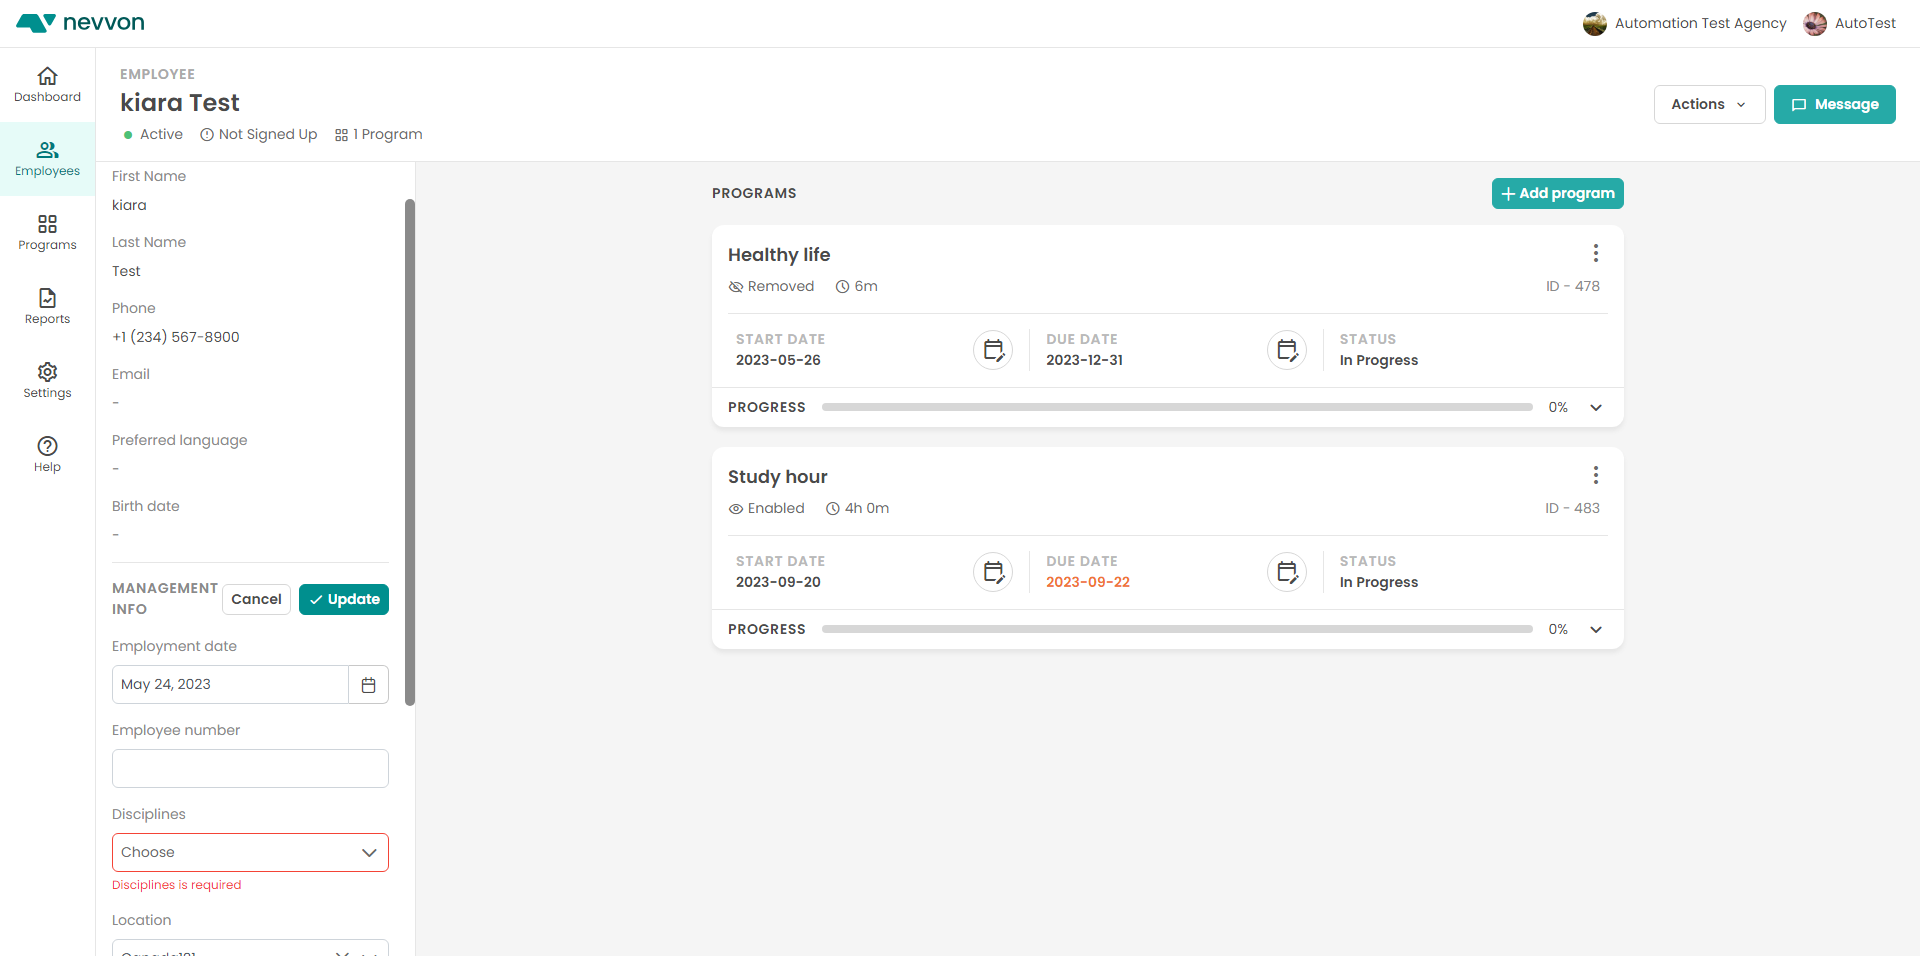 nevvon
Automation Test Agency
AutoTest
Dashboard
Employees
Programs
Reports
Settings
Help
EMPLOYEE
kiara Test
Active
Not Signed Up
1 Program
Actions
Message
First Name
kiara
Last Name
Test
Phone
+1 (234) 567-8900
Email
-
Preferred language
-
Birth date
-
MANAGEMENT
INFO
Cancel
Update
Employment date
May 24, 2023
Employee number
Disciplines
Choose
Disciplines is required
Location
PROGRAMS
Add program
Healthy life
Removed
6m
ID - 478
START DATE
2023-05-26
DUE DATE
2023-12-31
STATUS
In Progress
PROGRESS
0%
Study hour
Enabled
4h 0m
ID - 483
START DATE
2023-09-20
DUE DATE
2023-09-22
STATUS
In Progress
PROGRESS
0%